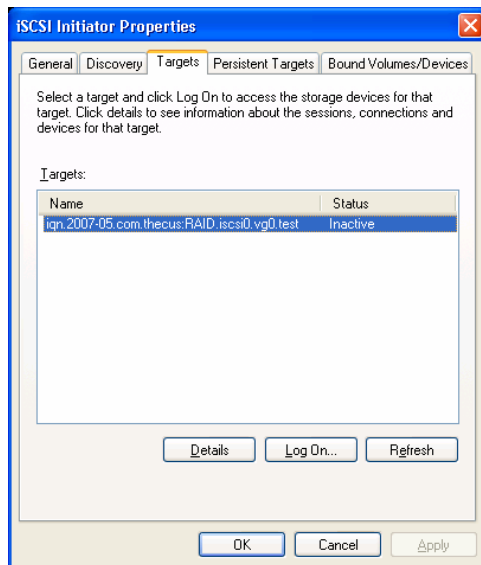 iSCSI Initiator Properties
General Discovery Targets Persistent Targets Bound Volumes/Devices
Select a target and click Log On to access the storage devices for that
target. Click details to see information about the sessions, connections and
devices for that target.
Targets:
Name Status
iqn.2007-05.com.thecus:RAID.iscsi0.vg0.test Inactive
Details Log On... Refresh
OK Cancel Apply